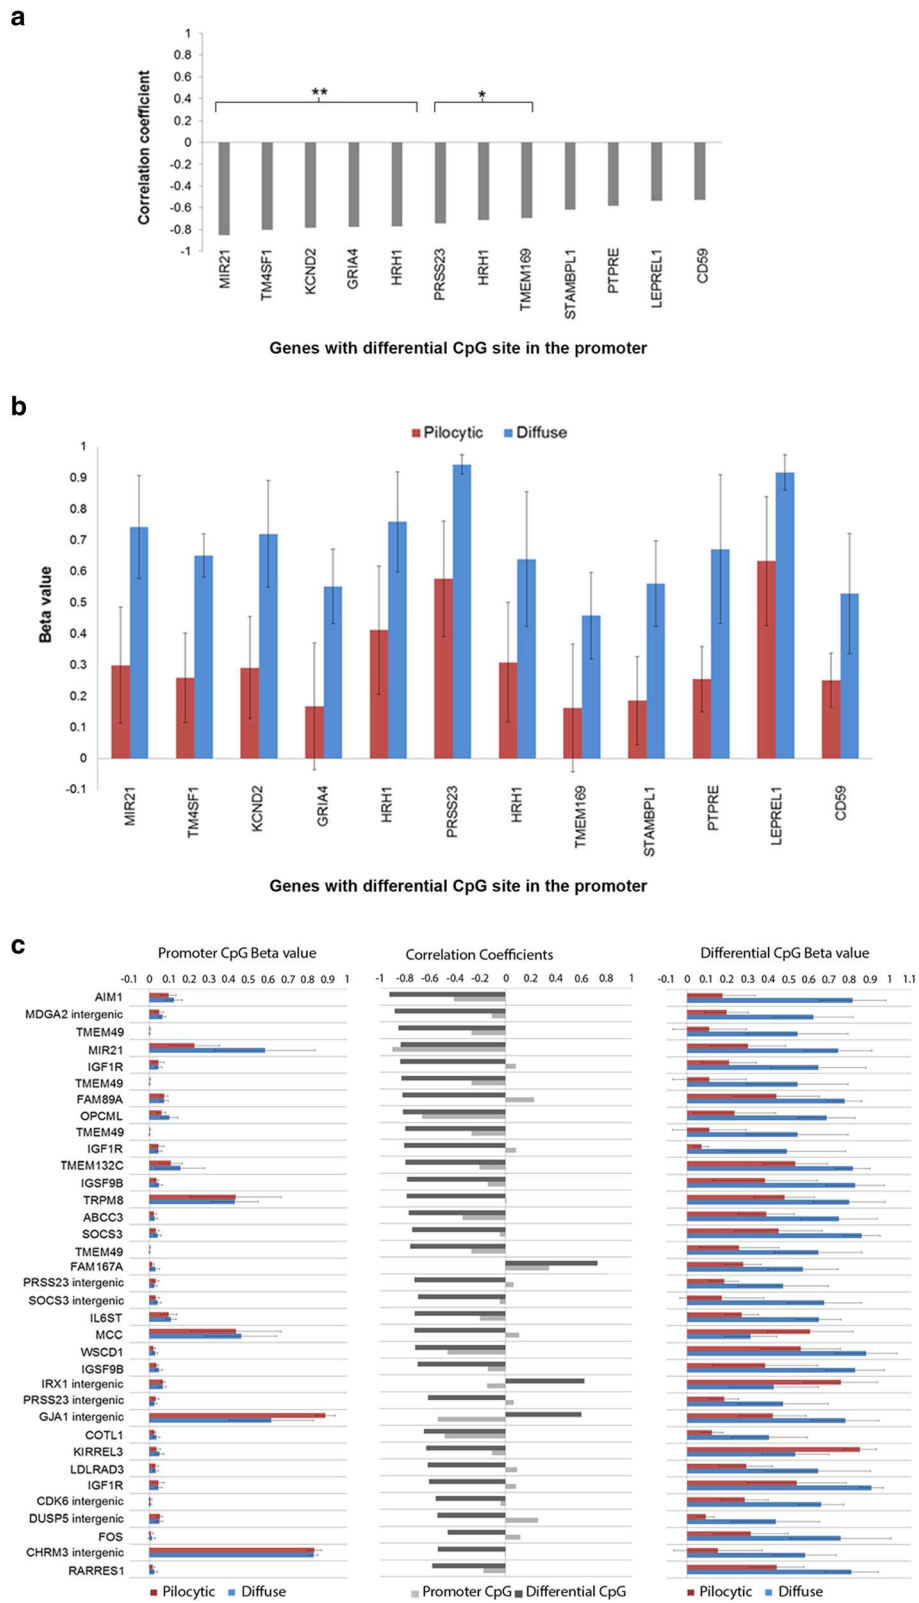 a
1
0.8
0.6
0.4
0.2
0
-0.2
-0.4
-0.6
-0.8
-1
Correlation coefficient
**
*
MIR21
TM4SF1
KCND2
GRIA4
HRH1
PRSS23
HRH1
TMEM169
STAMBPL1
PTPRE
LEPREL1
CD59
Genes with differential CpG site in the promoter
b
Pilocytic Diffuse
1
0.9
0.8
0.7
0.6
0.5
0.4
0.3
0.2
0.1
0
-0.1
Beta value
MIR21
TM4SF1
KCND2
GRIA4
HRH1
PRSS23
HRH1
TMEM169
STAMBPL1
PTPRE
LEPREL1
CD59
Genes with differential CpG site in the promoter
c
Promoter CpG Beta value
-0.1 0 0.1 0.2 0.3 0.4 0.5 0.6 0.7 0.8 0.9 1
Correlation Coefficients
-1 -0.8 -0.6 -0.4 -0.2 0 0.2 0.4 0.6 0.8 1
Differential CpG Beta value
-0.1 0 0.1 0.2 0.3 0.4 0.5 0.6 0.7 0.8 0.9 1 1.1
AIM1
MDGA2 intergenic
TMEM49
MIR21
IGF1R
TMEM49
FAM89A
OPCML
TMEM49
IGF1R
TMEM132C
IGSF9B
TRPM8
ABCC3
SOCS3
TMEM49
FAM167A
PRSS23 intergenic
SOCS3 intergenic
IL6ST
MCC
WSCD1
IGSF9B
IRX1 intergenic
PRSS23 intergenic
GJA1 intergenic
COTL1
KIRREL3
LDLRAD3
IGF1R
CDK6 intergenic
DUSP5 intergenic
FOS
CHRM3 intergenic
RARRES1
Pilocytic Diffuse
Promoter CpG Differential CpG
Pilocytic Diffuse